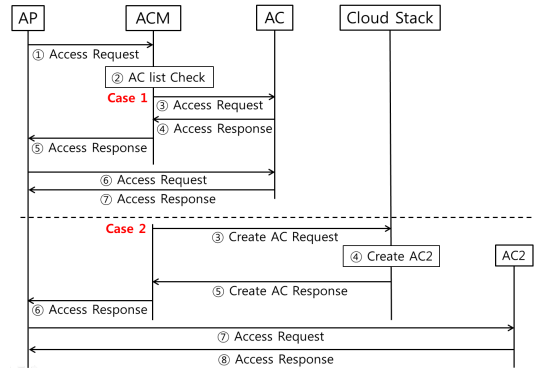 AP ACM AC Cloud Stack
① Access Request
② AC list Check
Case 1
③ Access Request
④ Access Response
⑤ Access Response
⑥ Access Request
⑦ Access Response
Case 2
③ Create AC Request
④ Create AC2
AC2
⑤ Create AC Response
⑥ Access Response
⑦ Access Request
⑧ Access Response